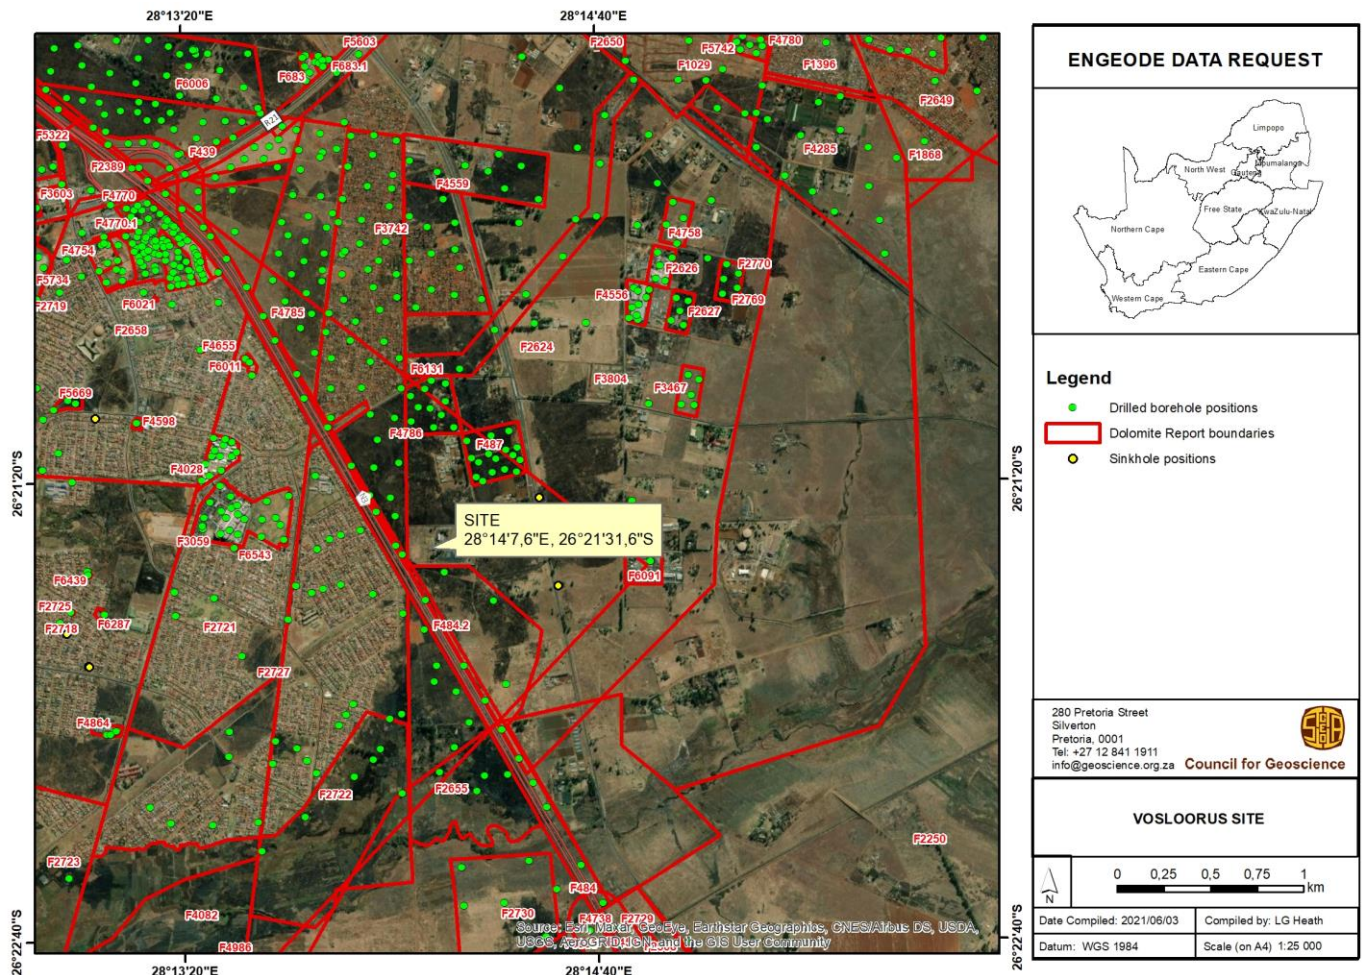 28°13'20"E
28°14'40"E
F5603
F2650
F5742
F4780
F683
F683.1
F1029
F1396
F6006
F2649
R21
F5322
F439
F4285
F1868
F2389
F4559
F3603
F4770
F4770.1
F3742
F4758
F4754
F2626
F2770
F5734
F4556
F2769
F2719
F6021
F4785
F2627
F2658
F4655
F2624
F6011
F6131
F3804
F3467
F5669
F4598
F4786
F487
F4028
26°21'20"S
26°21'20"S
SITE
28°14'7,6"E, 26°21'31,6"S
F3059
F6543
F6439
F6091
F2725
F2718
F6287
F2721
F484.2
F2727
F4864
F2722
F2655
F2250
F2723
F484
F4082
F2730
F4738
F2729
F4986
Source: Esri, Maxar, GeoEye, Earthstar Geographics, CNES/Airbus DS, USDA,
USGS, AeroGRID, IGN, and the GIS User Community
26°22'40"S
26°22'40"S
28°13'20"E
28°14'40"E
ENGEODE DATA REQUEST
Limpopo
North West
Gauteng
Mpumalanga
Free State
KwaZulu-Natal
Northern Cape
Eastern Cape
Western Cape
Legend
Drilled borehole positions
Dolomite Report boundaries
Sinkhole positions
280 Pretoria Street
Silverton
Pretoria, 0001
Tel: +27 12 841 1911
info@geoscience.org.za
Council for Geoscience
VOSLOORUS SITE
N
0 0,25 0,5 0,75 1
km
Date Compiled: 2021/06/03
Compiled by: LG Heath
Datum: WGS 1984
Scale (on A4) 1:25 000